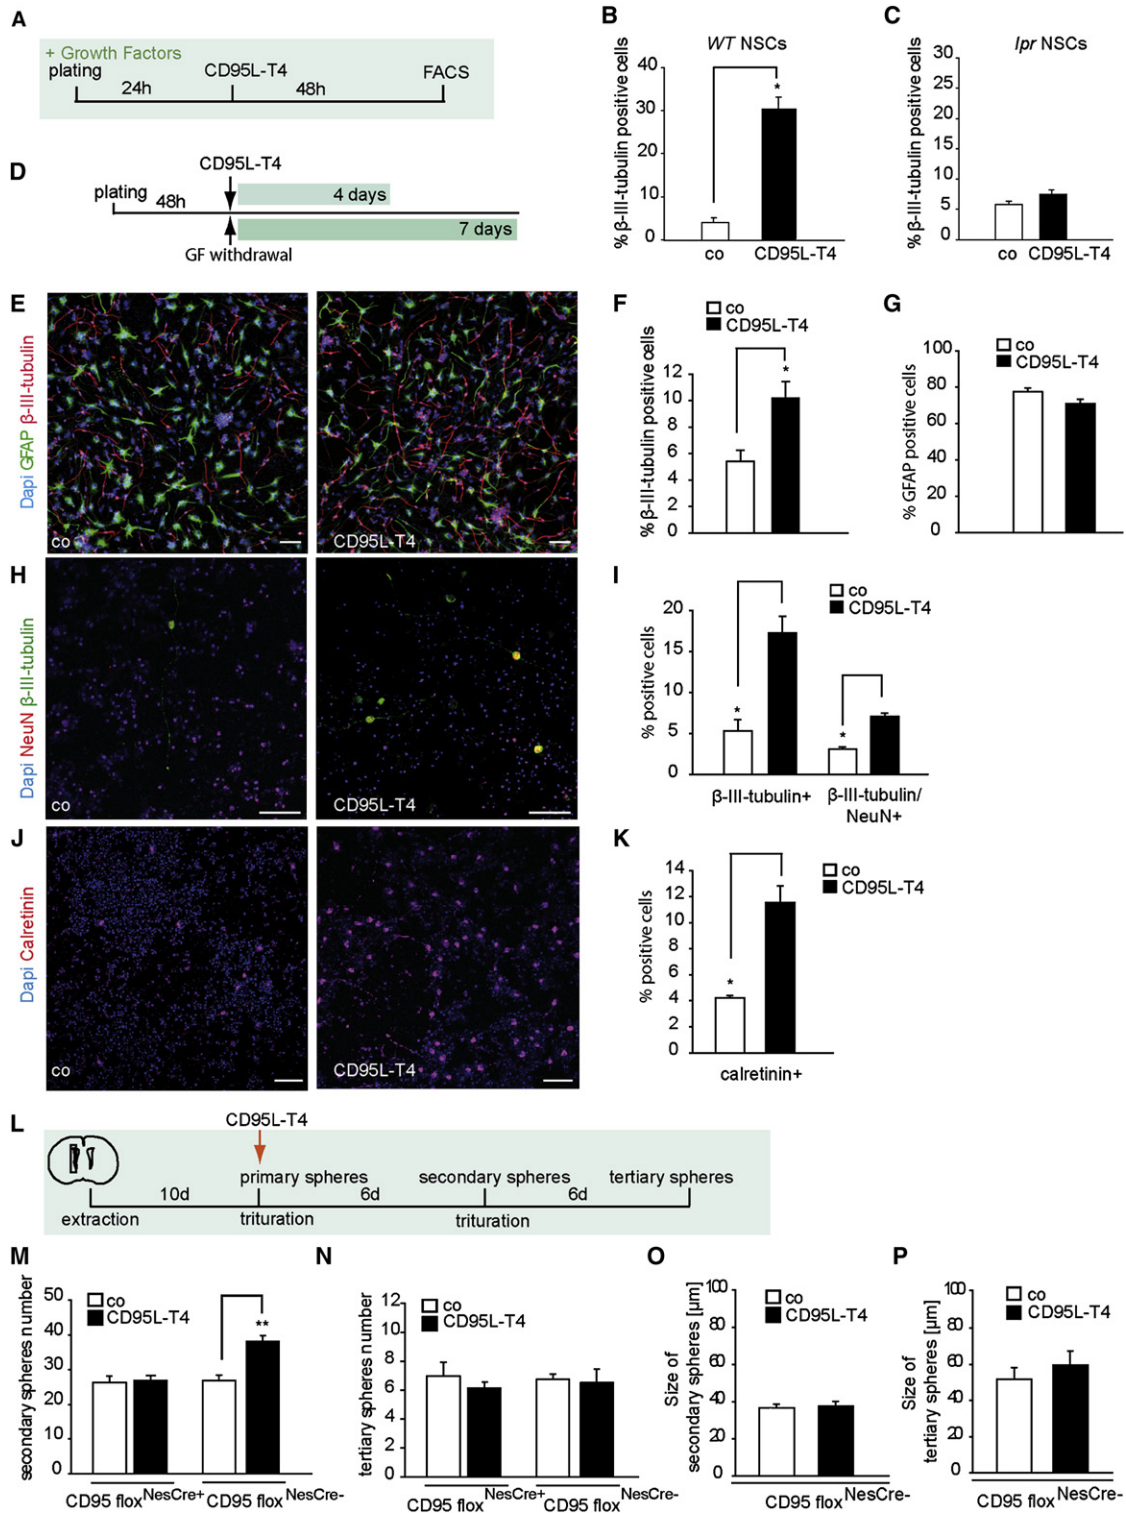 A
+ Growth Factors
plating
CD95L-T4
FACS
24h
48h
B
WT NSCs
% β-III-tubulin positive cells
40
30
20
10
0
*
co
CD95L-T4
C
lpr NSCs
% β-III-tubulin positive cells
30
25
20
15
10
5
0
co
CD95L-T4
D
CD95L-T4
plating
48h
4 days
7 days
GF withdrawal
E
Dapi GFAP β-III-tubulin
co
CD95L-T4
F
co
CD95L-T4
% β-III-tubulin positive cells
12
10
8
6
4
2
0
*
G
co
CD95L-T4
% GFAP positive cells
100
80
60
40
20
0
H
Dapi NeuN β-III-tubulin
co
CD95L-T4
I
co
CD95L-T4
% positive cells
20
15
10
5
0
*
*
β-III-tubulin+
β-III-tubulin/
NeuN+
J
Dapi Calretinin
co
CD95L-T4
K
co
CD95L-T4
% positive cells
14
12
10
8
6
4
2
0
*
calretinin+
L
CD95L-T4
primary spheres
secondary spheres
tertiary spheres
10d
6d
6d
extraction
trituration
trituration
M
co
CD95L-T4
secondary spheres number
50
40
30
20
10
0
**
CD95 flox NesCre+
CD95 flox NesCre-
N
co
CD95L-T4
tertiary spheres number
12
10
8
6
4
2
0
CD95 flox NesCre+
CD95 flox NesCre-
O
co
CD95L-T4
Size of
secondary spheres [µm]
100
80
60
40
20
0
CD95 flox NesCre-
P
co
CD95L-T4
Size of
tertiary spheres [µm]
100
80
60
40
20
0
CD95 flox NesCre-